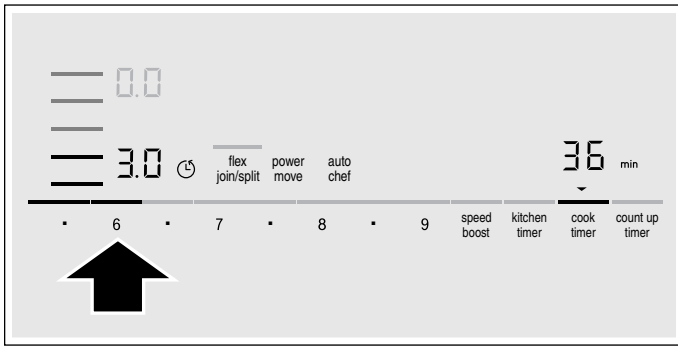 0.0
3.0
flex
join/split
power
move
auto
chef
36 min
· 6 · 7 · 8 · 9
speed
boost
kitchen
timer
cook
timer
count up
timer